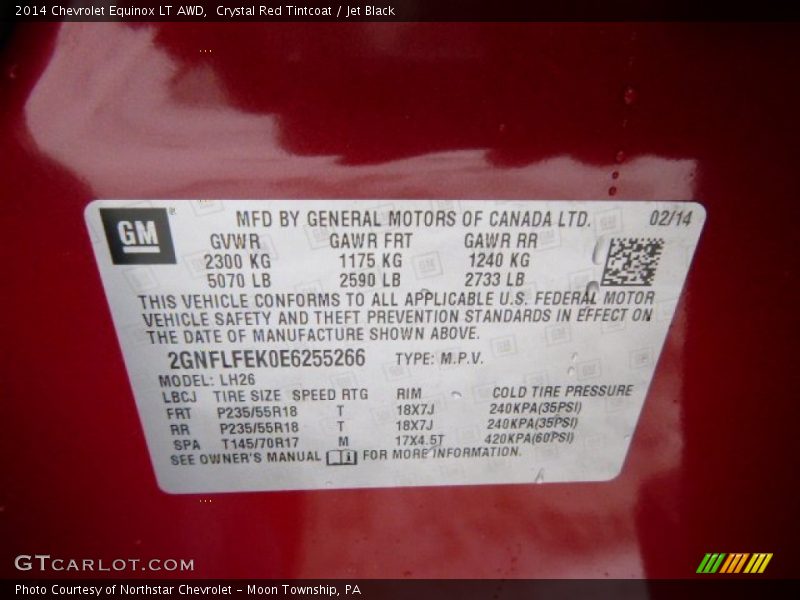 2014 Chevrolet Equinox LT AWD,  Crystal Red Tintcoat / Jet Black
GM ® MFD BY GENERAL MOTORS OF CANADA LTD. 02/14
GVWR GAWR FRT GAWR RR
2300 KG 1175 KG 1240 KG
5070 LB 2590 LB 2733 LB
THIS VEHICLE CONFORMS TO ALL APPLICABLE U.S. FEDERAL MOTOR
VEHICLE SAFETY AND THEFT PREVENTION STANDARDS IN EFFECT ON
THE DATE OF MANUFACTURE SHOWN ABOVE.
2GNFLFEK0E6255266 TYPE: M.P.V.
MODEL: LH26
LBCJ TIRE SIZE SPEED RTG RIM COLD TIRE PRESSURE
FRT P235/55R18 T 18X7J 240KPA(35PSI)
RR P235/55R18 T 18X7J 240KPA(35PSI)
SPA T145/70R17 M 17X4.5T 420KPA(60PSI)
SEE OWNER'S MANUAL FOR MORE INFORMATION.
GTCARLOT.COM
Photo Courtesy of Northstar Chevrolet - Moon Township, PA